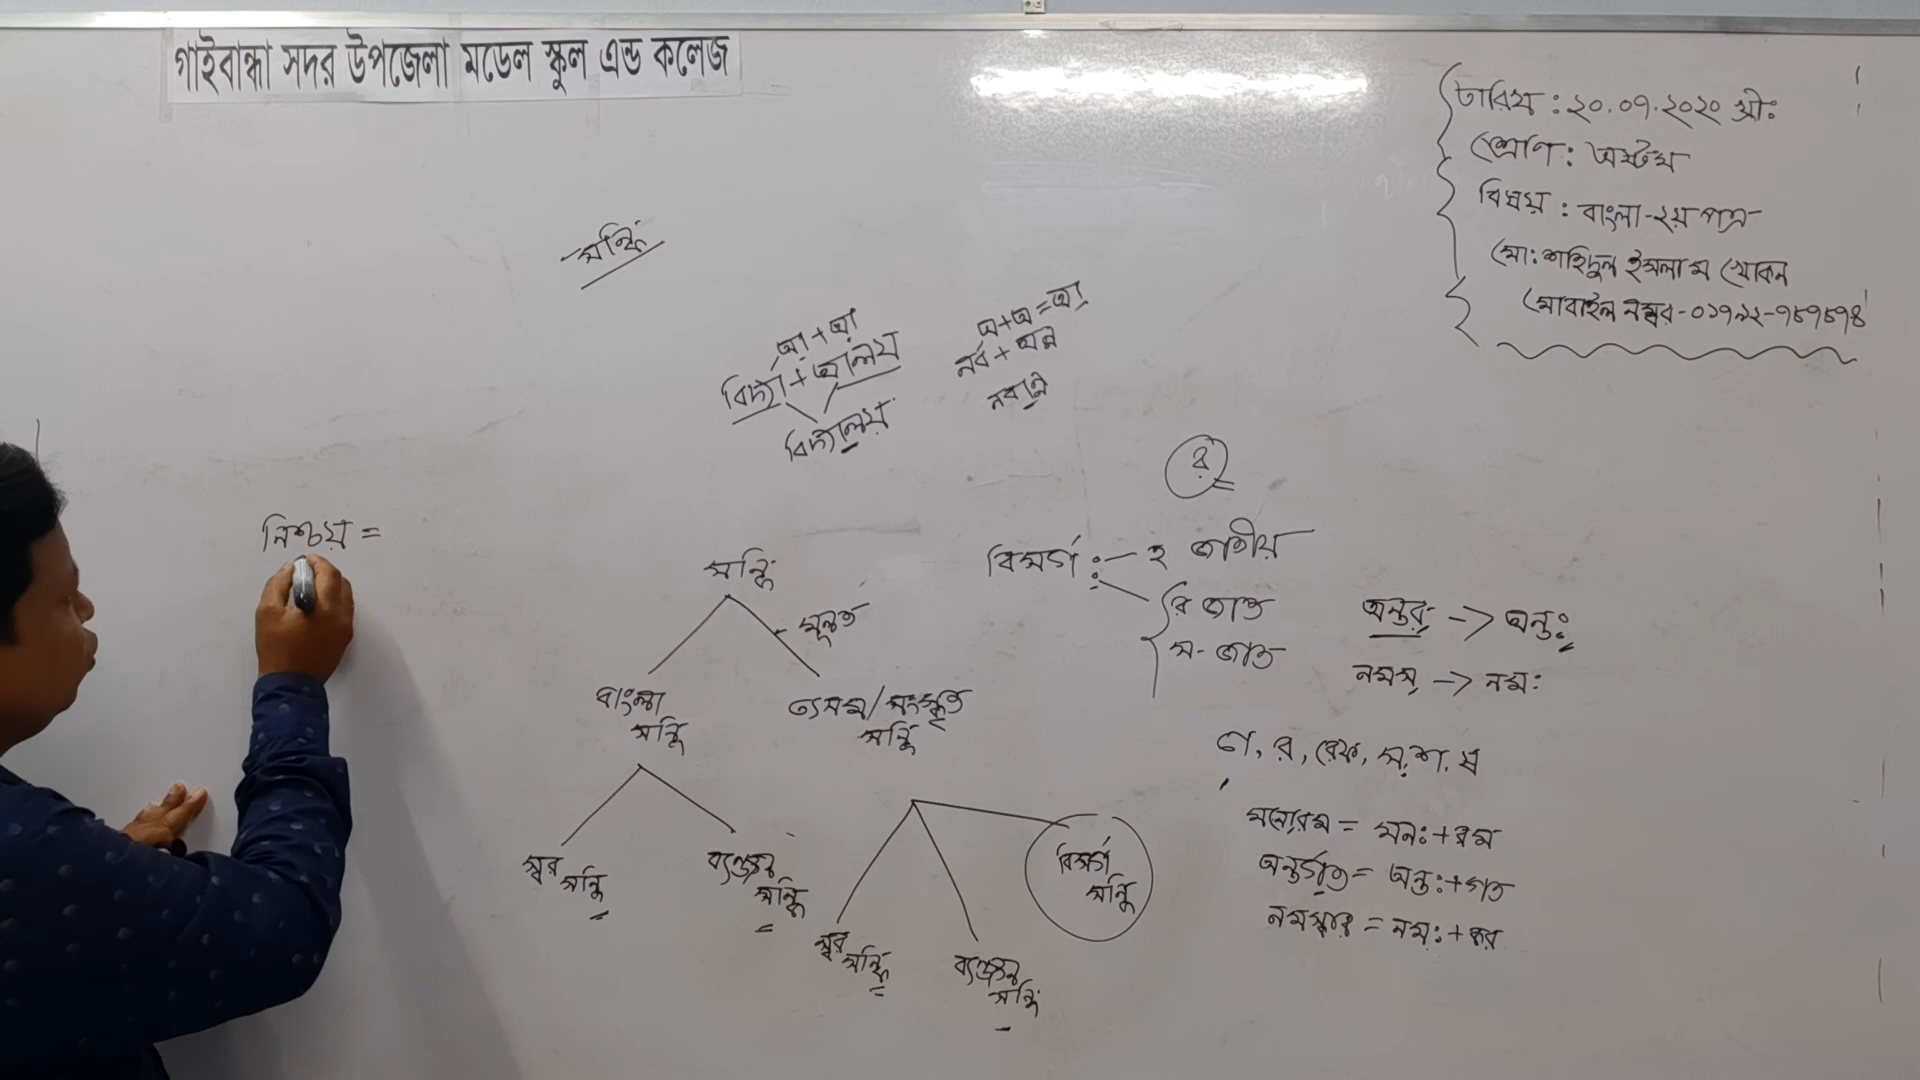 গাইবান্ধা সদর উপজেলা মডেল স্কুল এন্ড কলেজ
তারিখ : ২০.০৭.২০২০ খ্রীঃ
শ্রেণি : অষ্টম
বিষয় : বাংলা-২য় পত্র
মো: শহিদুল ইসলাম খোকন
মোবাইল নম্বর-
সন্ধি
আ+আ
বিদ্যা+আলয়
বিদ্যালয়
অ+অ=আ
নব+অন্ন
নবান্ন
র
নিশ্চয় =
সন্ধি
মূলত
বাংলা
সন্ধি
তৎসম/সংস্কৃত
সন্ধি
স্বর
সন্ধি
ব্যঞ্জন
সন্ধি
স্বর
সন্ধি
ব্যঞ্জন
সন্ধি
বিসর্গ
সন্ধি
বিসর্গ : হ জাতীয়
র জাত
স- জাত
অন্তর -> অন্তঃ
নমস্ -> নমঃ
র, রেফ, স, শ, ষ
মনোরম = মনঃ+রম
অন্তর্গত = অন্তঃ+গত
নমস্কার = নমঃ+কার